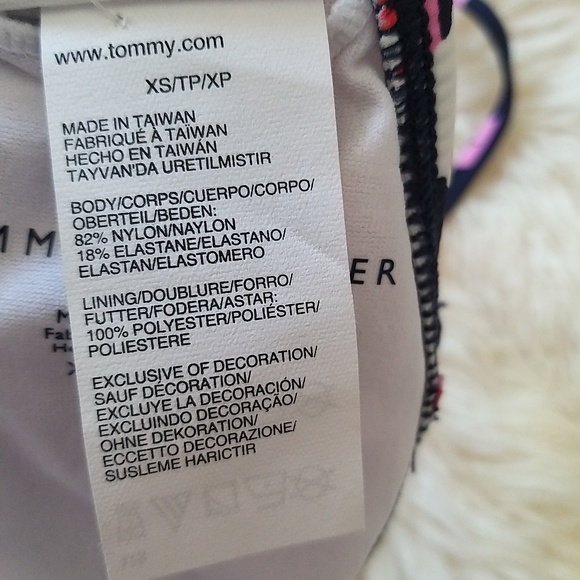 www.tommy.com
XS/TP/XP
MADE IN TAIWAN
FABRIQUÉ À TAÏWAN
HECHO EN TAIWÁN
TAYVAN'DA URETILMISTIR
BODY/CORPS/CUERPO/CORPO/
OBERTEIL/BEDEN:
82% NYLON/NAYLON
18% ELASTANE/ELASTANO/
ELASTAN/ELASTOMERO
LINING/DOUBLURE/FORRO/
FUTTER/FODERA/ASTAR:
100% POLYESTER/POLIÉSTER/
POLIESTERE
EXCLUSIVE OF DECORATION/
SAUF DÉCORATION/
EXCLUYE LA DECORACIÓN/
EXCLUINDO DECORAÇÃO/
OHNE DEKORATION/
ECCETTO DECORAZIONE/
SUSLEME HARICTIR
MM
ER
Fab